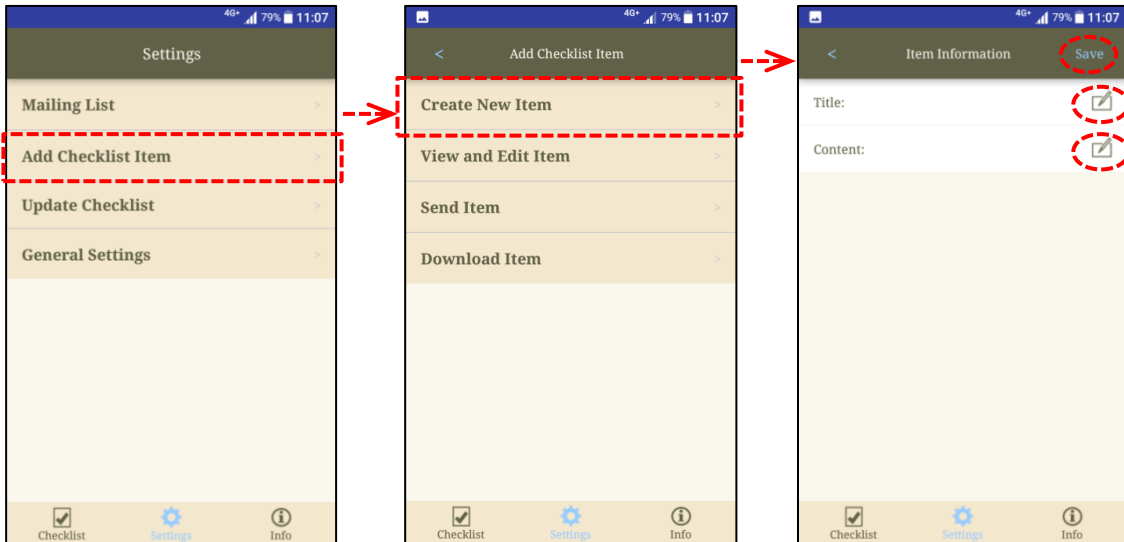 4G+ 79% 11:07
Settings
Mailing List >
Add Checklist Item >
Update Checklist >
General Settings >
Checklist Settings Info
4G+ 79% 11:07
< Add Checklist Item
Create New Item >
View and Edit Item >
Send Item >
Download Item >
Checklist Settings Info
4G+ 79% 11:07
< Item Information Save
Title:
Content:
Checklist Settings Info